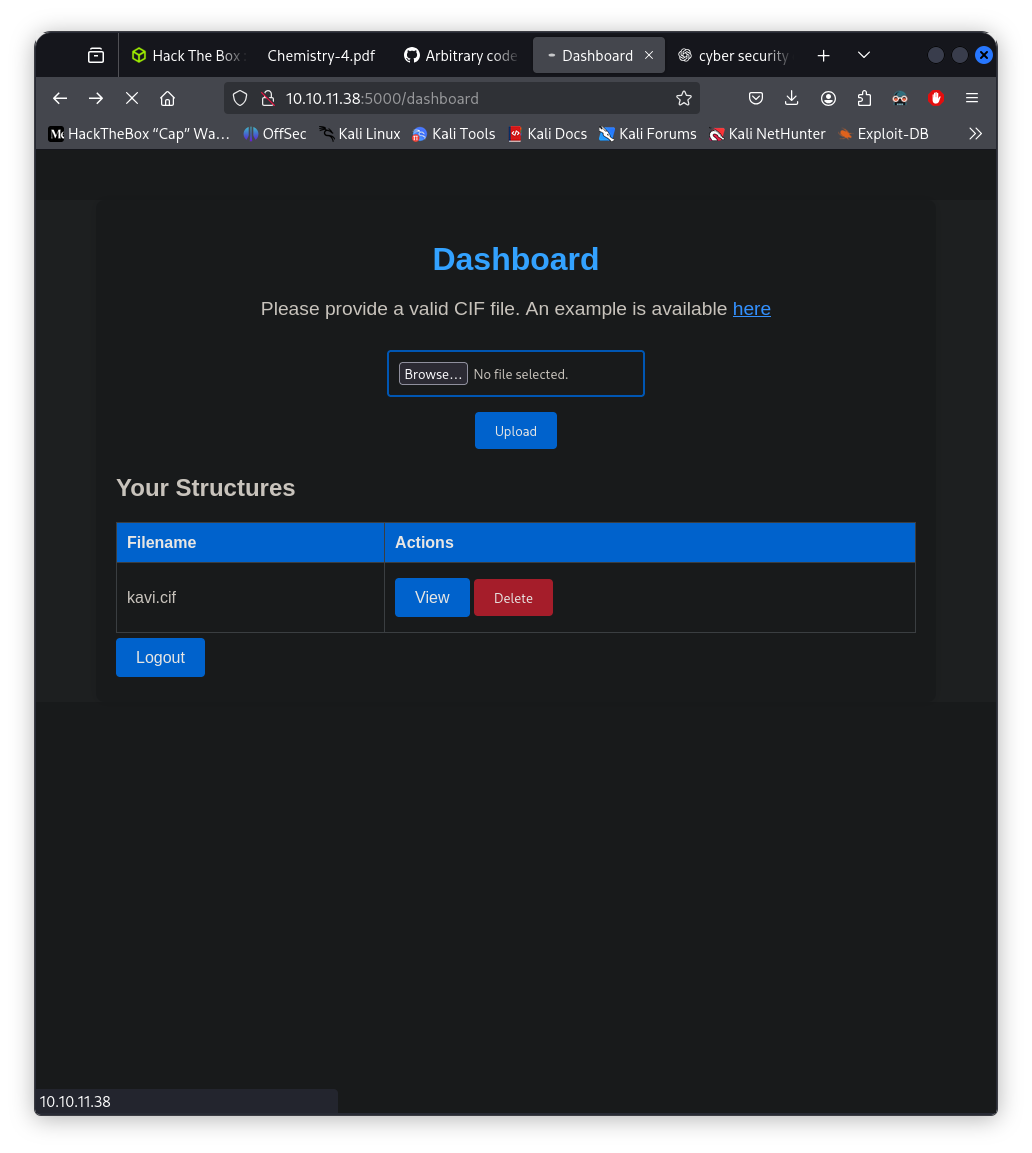 Hack The Box :
Chemistry-4.pdf
Arbitrary code
Dashboard
cyber security
10.10.11.38:5000/dashboard
HackTheBox “Cap” Wa…
OffSec
Kali Linux
Kali Tools
Kali Docs
Kali Forums
Kali NetHunter
Exploit-DB
Dashboard
Please provide a valid CIF file. An example is available here
Browse… No file selected.
Upload
Your Structures
Filename Actions
kavi.cif View Delete
Logout
10.10.11.38